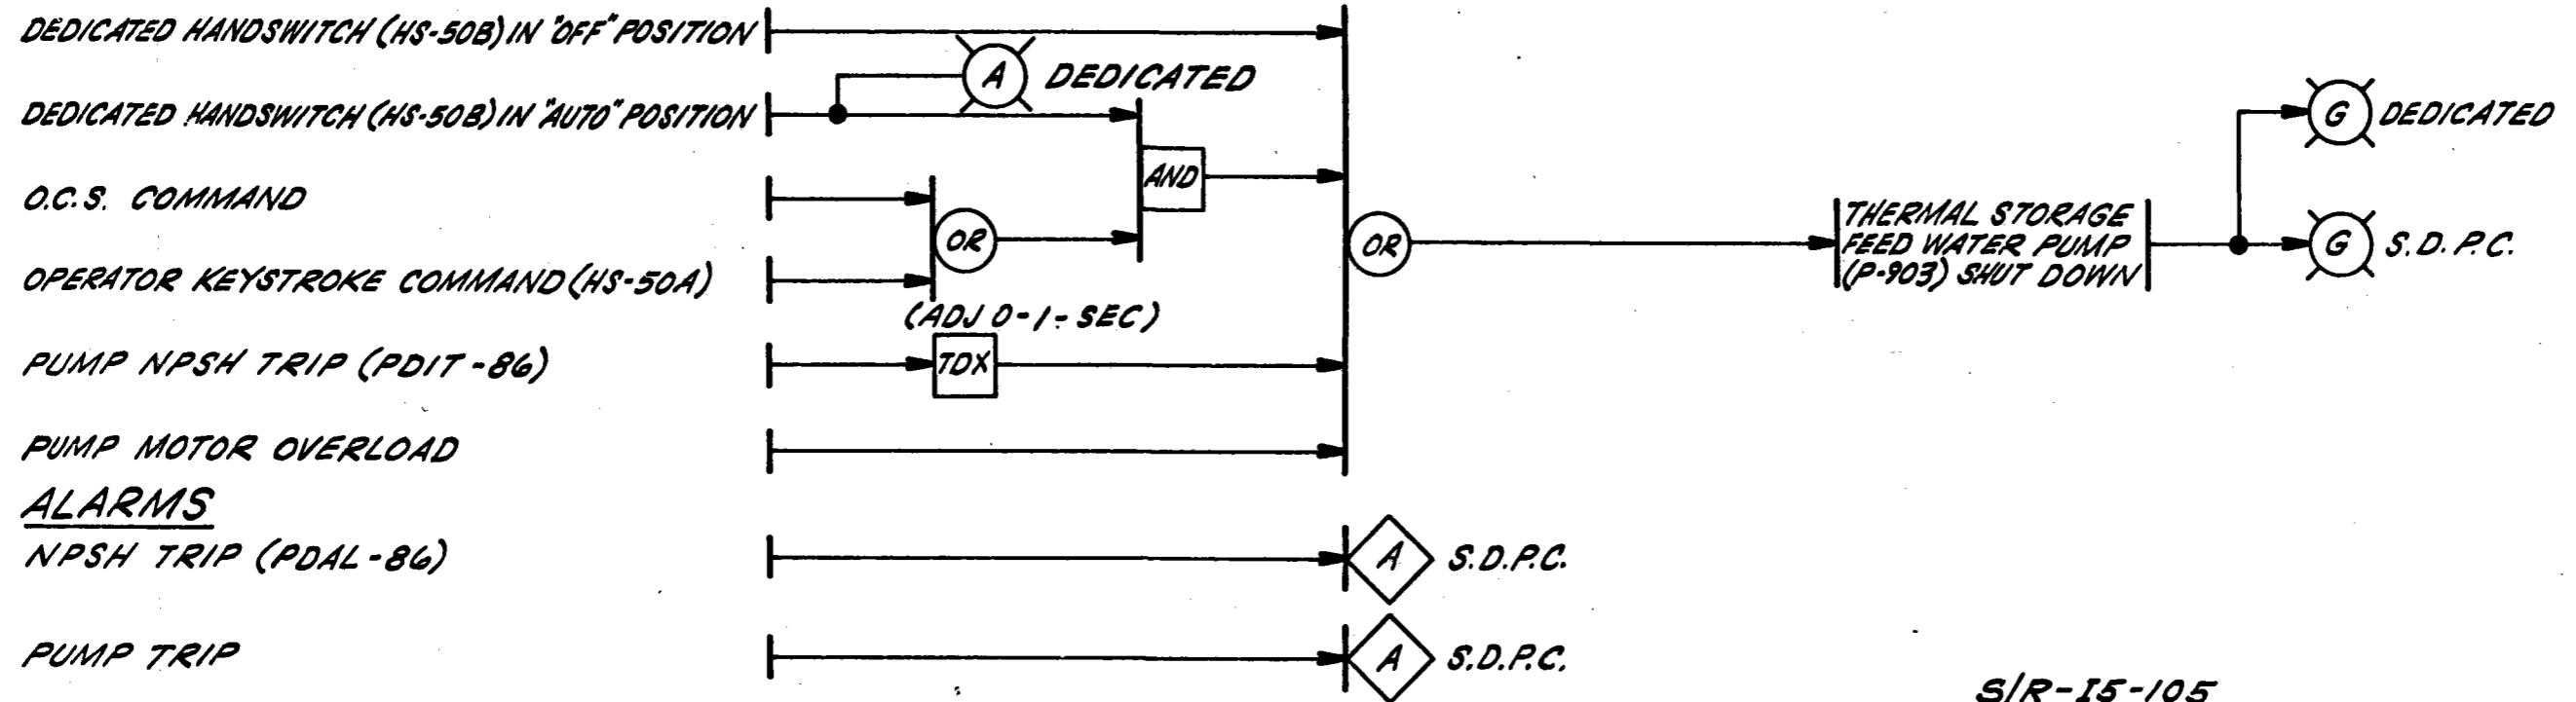 DEDICATED HANDSWITCH (HS-50B) IN "OFF" POSITION
A DEDICATED
DEDICATED HANDSWITCH (HS-50B) IN "AUTO" POSITION
G DEDICATED
AND
O.C.S. COMMAND
OR
OR
THERMAL STORAGE
FEED WATER PUMP
(P-903) SHUT DOWN
G S.D.P.C.
OPERATOR KEYSTROKE COMMAND (HS-50A)
(ADJ 0-1-SEC)
PUMP NPSH TRIP (PDIT-86)
TDX
PUMP MOTOR OVERLOAD
ALARMS
NPSH TRIP (PDAL-86)
A S.D.P.C.
PUMP TRIP
A S.D.P.C.
S/R-I5-105